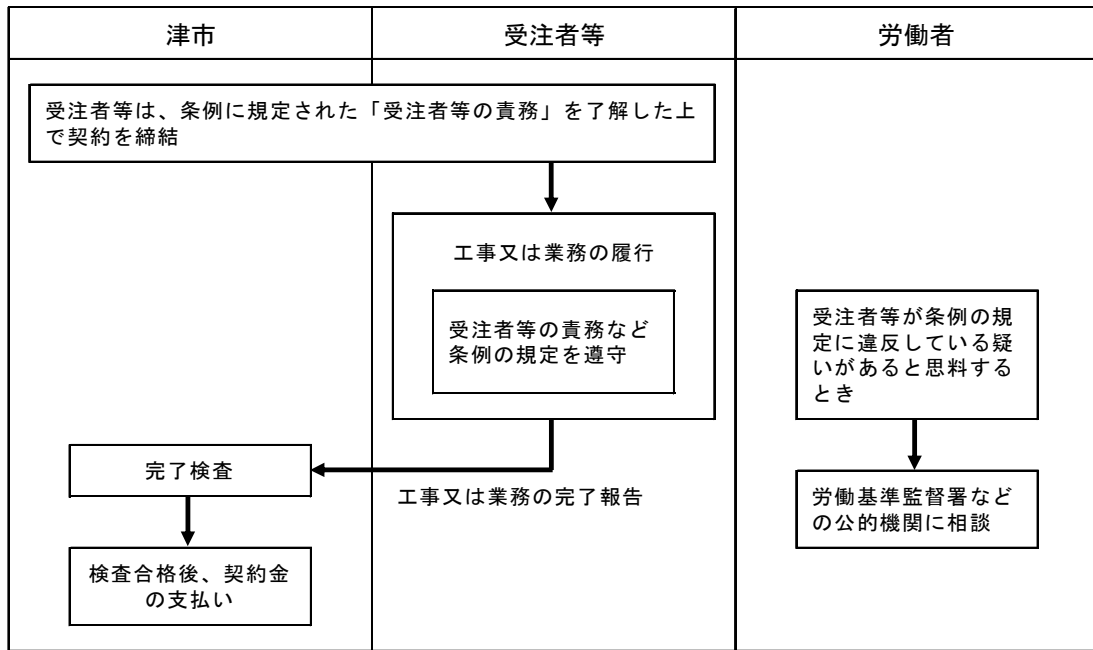 津市
受注者等
労働者
受注者等は、条例に規定された「受注者等の責務」を了解した上
で契約を締結
工事又は業務の履行
受注者等の責務など
条例の規定を遵守
受注者等が条例の規
定に違反している疑
いがあると思料する
とき
完了検査
工事又は業務の完了報告
労働基準監督署など
の公的機関に相談
検査合格後、契約金
の支払い